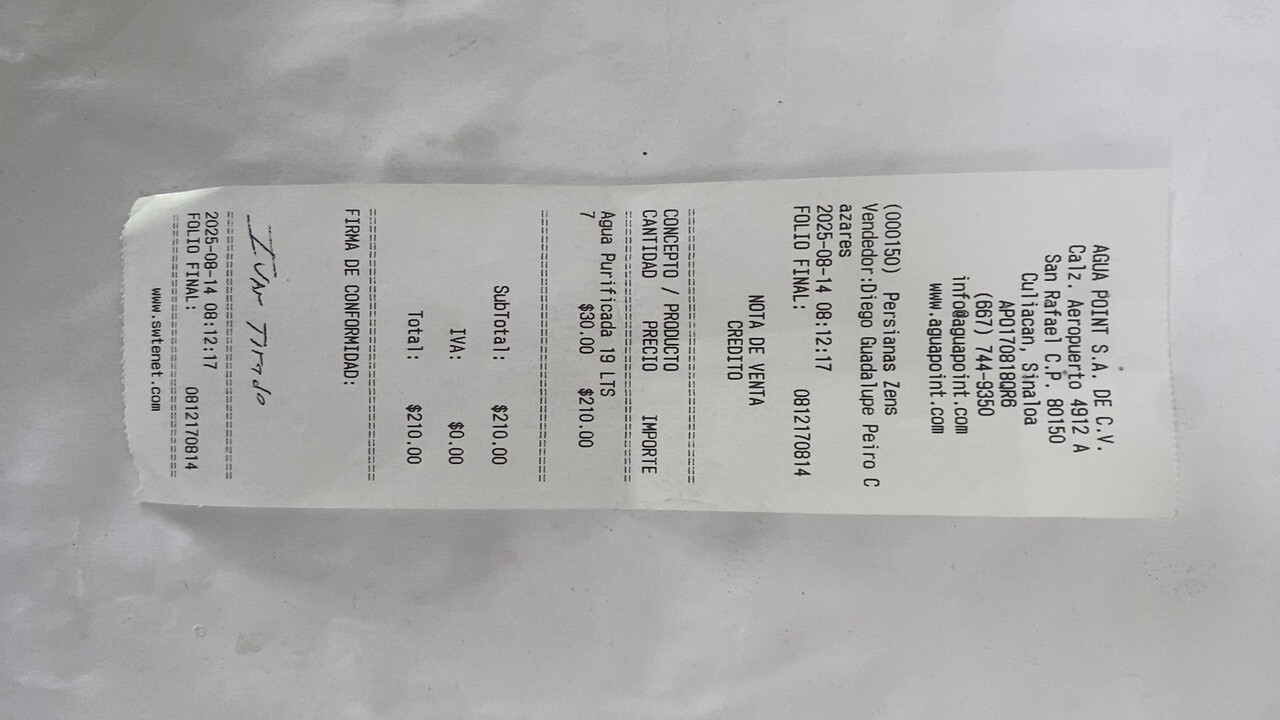 AGUA POINT S.A. DE C.V.
Calz. Aeropuerto 4912 A
San Rafael C.P. 80150
Culiacan, Sinaloa
APO170818QR6
(667) 744-9350
info@aguapoint.com
www.aguapoint.com
(000150) Persianas Zens
Vendedor:Diego Guadalupe Peiro C
azares
2025-08-14 08:12:17
FOLIO FINAL: 0812170814
NOTA DE VENTA
CREDITO
================================
CONCEPTO / PRODUCTO
CANTIDAD PRECIO IMPORTE
================================
Agua Purificada 19 LTS
7 $30.00 $210.00
================================
SubTotal: $210.00
IVA: $0.00
Total: $210.00
================================
FIRMA DE CONFORMIDAD:
Ivan Tirado
================================
2025-08-14 08:12:17
FOLIO FINAL: 0812170814
================================
www.swtenet.com